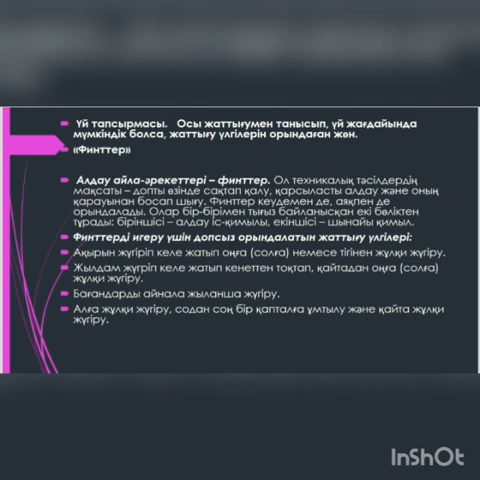 Үй тапсырмасы. Осы жаттығумен танысып, үй жағдайында
мүмкіндік болса, жаттығу үлгілерін орындаған жөн.
«Финттер»
Алдау айла-әрекеттері – финттер. Ол техникалық тәсілдердің
мақсаты – допты өзінде сақтап қалу, қарсыласты алдау және оның
қарауынан босап шығу. Финттер кеудемен де, аяқпен де
орындалады. Олар бір-бірімен тығыз байланысқан екі бөліктен
тұрады: біріншісі – алдау іс-қимылы, екіншісі – шынайы қимыл.
Финттерді игеру үшін допсыз орындалатын жаттығу үлгілері:
Ақырын жүгіріп келе жатып оңға (солға) немесе тігінен жұлқи жүгіру.
Жылдам жүгріп келе жатып кенеттен тоқтап, қайтадан оңға (солға)
жұлқи жүгіру.
Бағандарды айнала жыланша жүгіру.
Алға жұлқи жүгіру, содан соң бір қапталға ұмтылу және қайта жұлқи
жүгіру.
InShOt